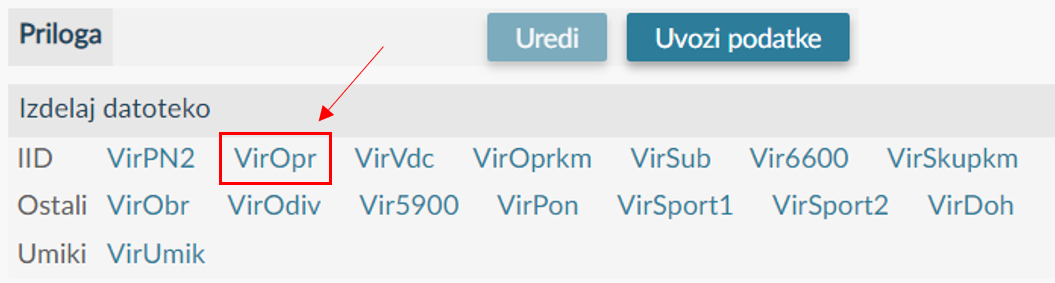 Priloga Uredi Uvozi podatke
Izdelaj datoteko
IID VirPN2 VirOpr VirVdc VirOprkm VirSub Vir6600 VirSkupkm
Ostali VirObr VirOdiv Vir5900 VirPon VirSport1 VirSport2 VirDoh
Umiki VirUmik